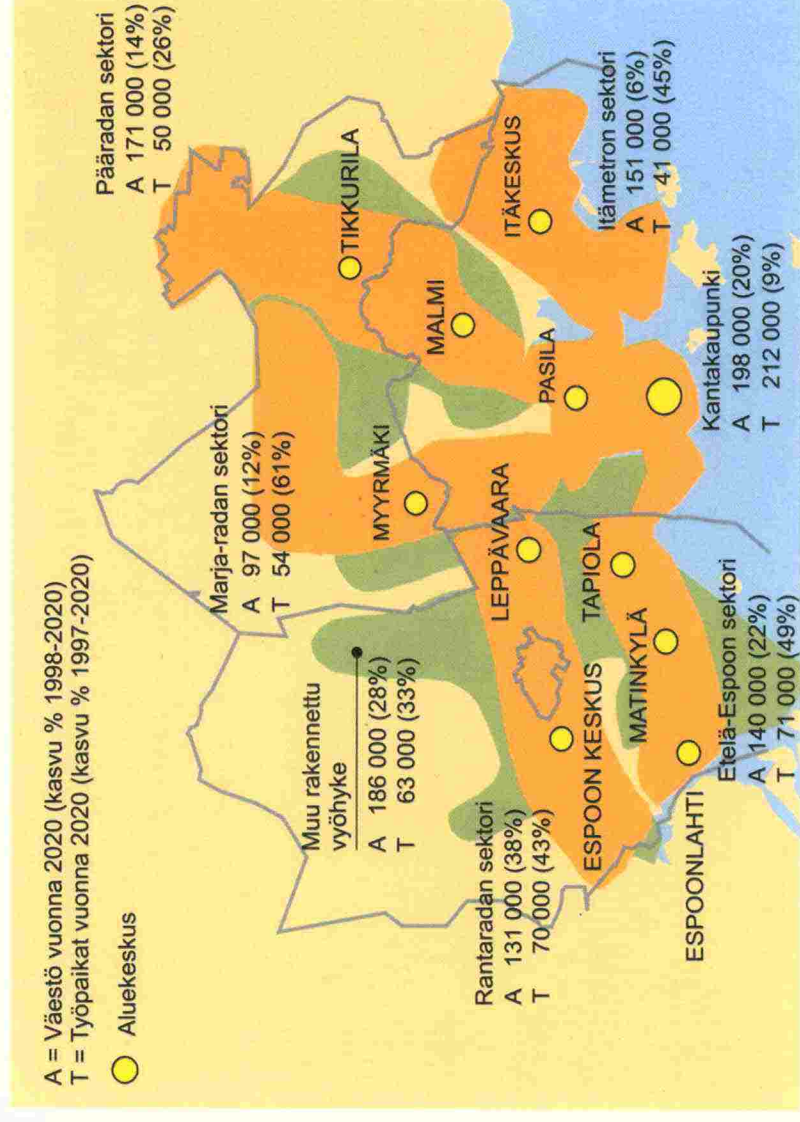 A = Väestö vuonna 2020 (kasvu % 1998-2020)
T = Työpaikat vuonna 2020 (kasvu % 1997-2020)
Aluekeskus
Pääradan sektori
A 171 000 (14%)
T 50 000 (26%)
Marja-radan sektori
A 97 000 (12%)
T 54 000 (61%)
Muu rakennettu
vyöhyke
A 186 000 (28%)
T 63 000 (33%)
TIKKURILA
MYYRMÄKI
MALMI
Rantaradan sektori
A 131 000 (38%)
T 70 000 (43%)
LEPPÄVAARA
ITÄKESKUS
PASILA
ESPOON KESKUS
TAPIOLA
Itämetron sektori
A 151 000 (6%)
T 41 000 (45%)
MATINKYLÄ
ESPOONLAHTI
Kantakaupunki
A 198 000 (20%)
T 212 000 (9%)
Etelä-Espoon sektori
A 140 000 (22%)
T 71 000 (49%)